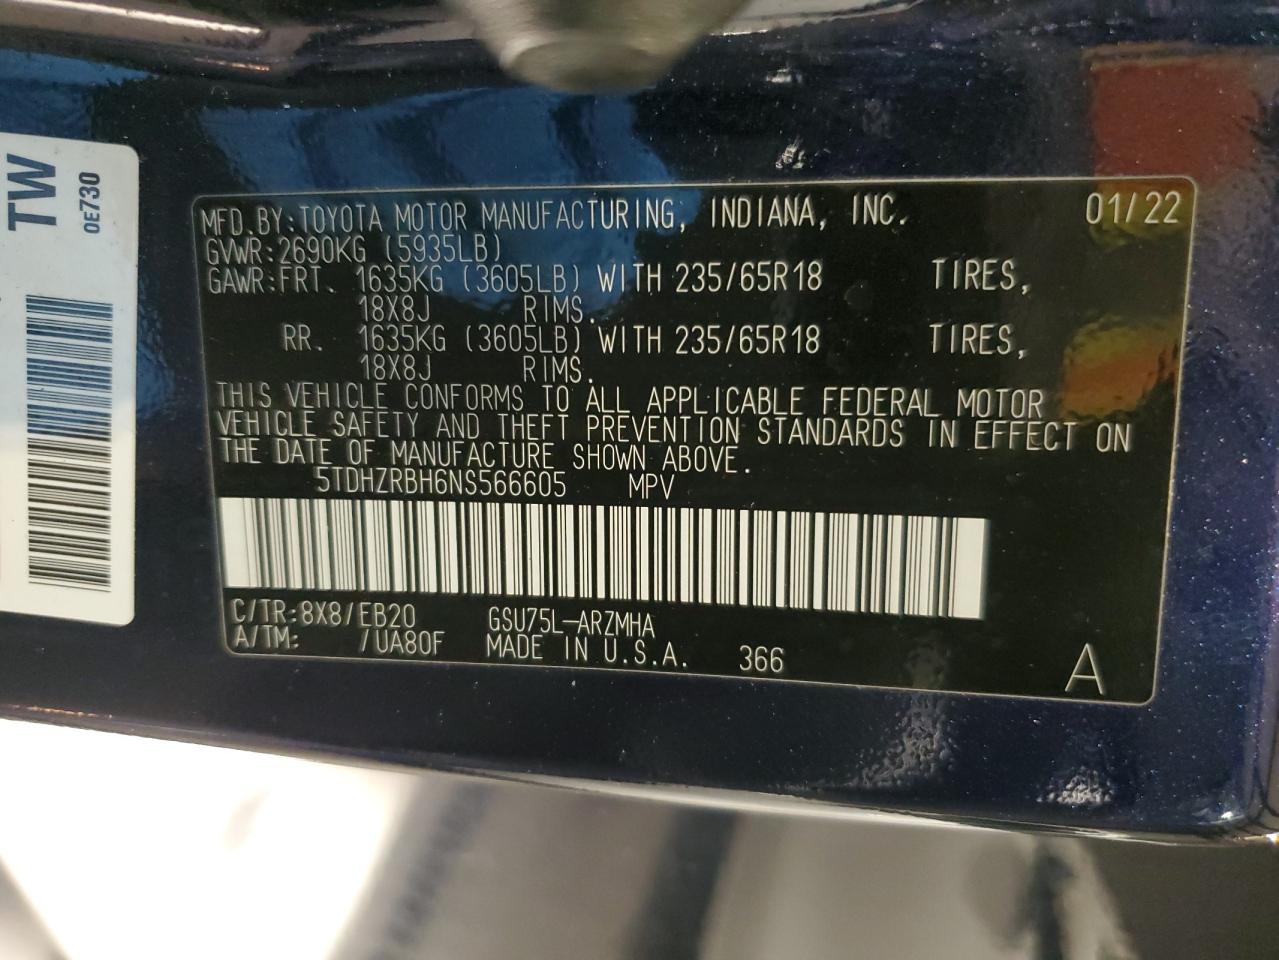 TW
0E730
MFD.BY:TOYOTA MOTOR MANUFACTURING, INDIANA, INC. 01/22
GVWR:2690KG (5935LB)
GAWR:FRT. 1635KG (3605LB) WITH 235/65R18 TIRES,
18X8J RIMS.
RR. 1635KG (3605LB) WITH 235/65R18 TIRES,
18X8J RIMS.
THIS VEHICLE CONFORMS TO ALL APPLICABLE FEDERAL MOTOR
VEHICLE SAFETY AND THEFT PREVENTION STANDARDS IN EFFECT ON
THE DATE OF MANUFACTURE SHOWN ABOVE.
5TDHZRBH6NS566605 MPV
C/TR:8X8/EB20 GSU75L-ARZMHA
A/TM: /UA80F MADE IN U.S.A. 366 A